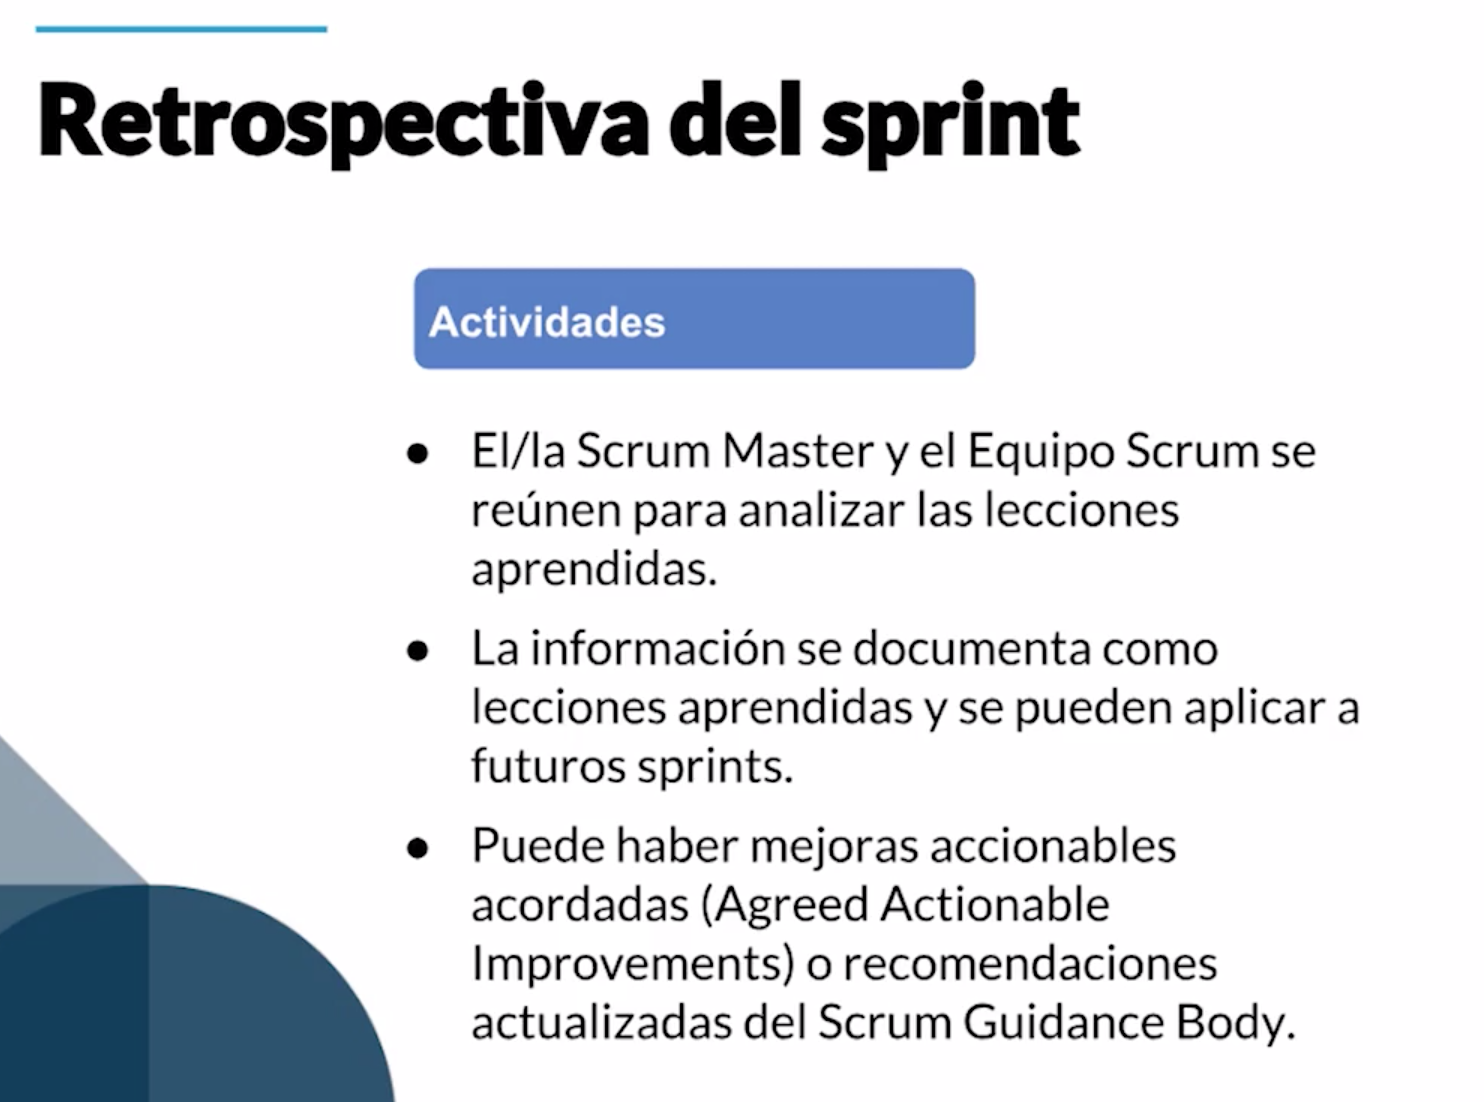 Retrospectiva del sprint
Actividades
● El/la Scrum Master y el Equipo Scrum se
reúnen para analizar las lecciones
aprendidas.
● La información se documenta como
lecciones aprendidas y se pueden aplicar a
futuros sprints.
● Puede haber mejoras accionables
acordadas (Agreed Actionable
Improvements) o recomendaciones
actualizadas del Scrum Guidance Body.